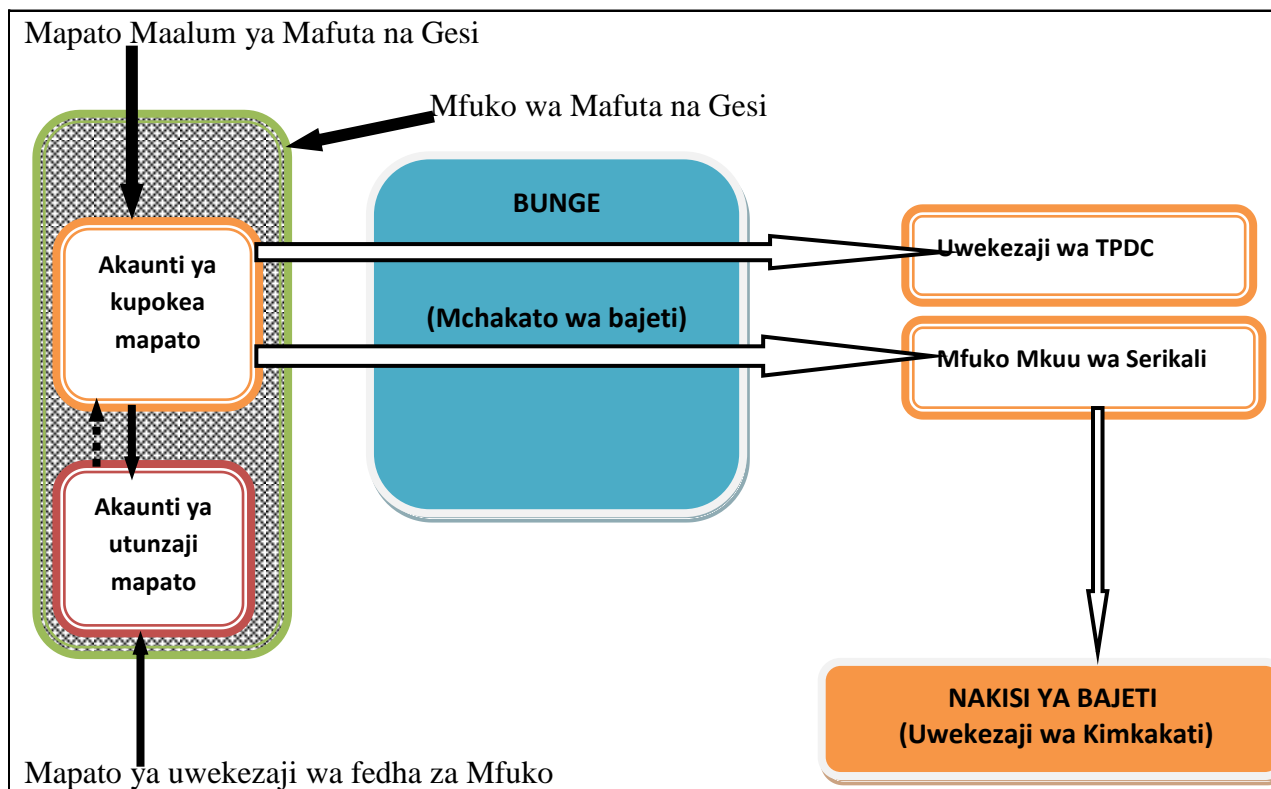 Mapato Maalum ya Mafuta na Gesi
Mfuko wa Mafuta na Gesi
BUNGE
(Mchakato wa bajeti)
Akaunti ya
kupokea
mapato
Uwekezaji wa TPDC
Mfuko Mkuu wa Serikali
Akaunti ya
utunzaji
mapato
NAKISI YA BAJETI
(Uwekezaji wa Kimkakati)
Mapato ya uwekezaji wa fedha za Mfuko